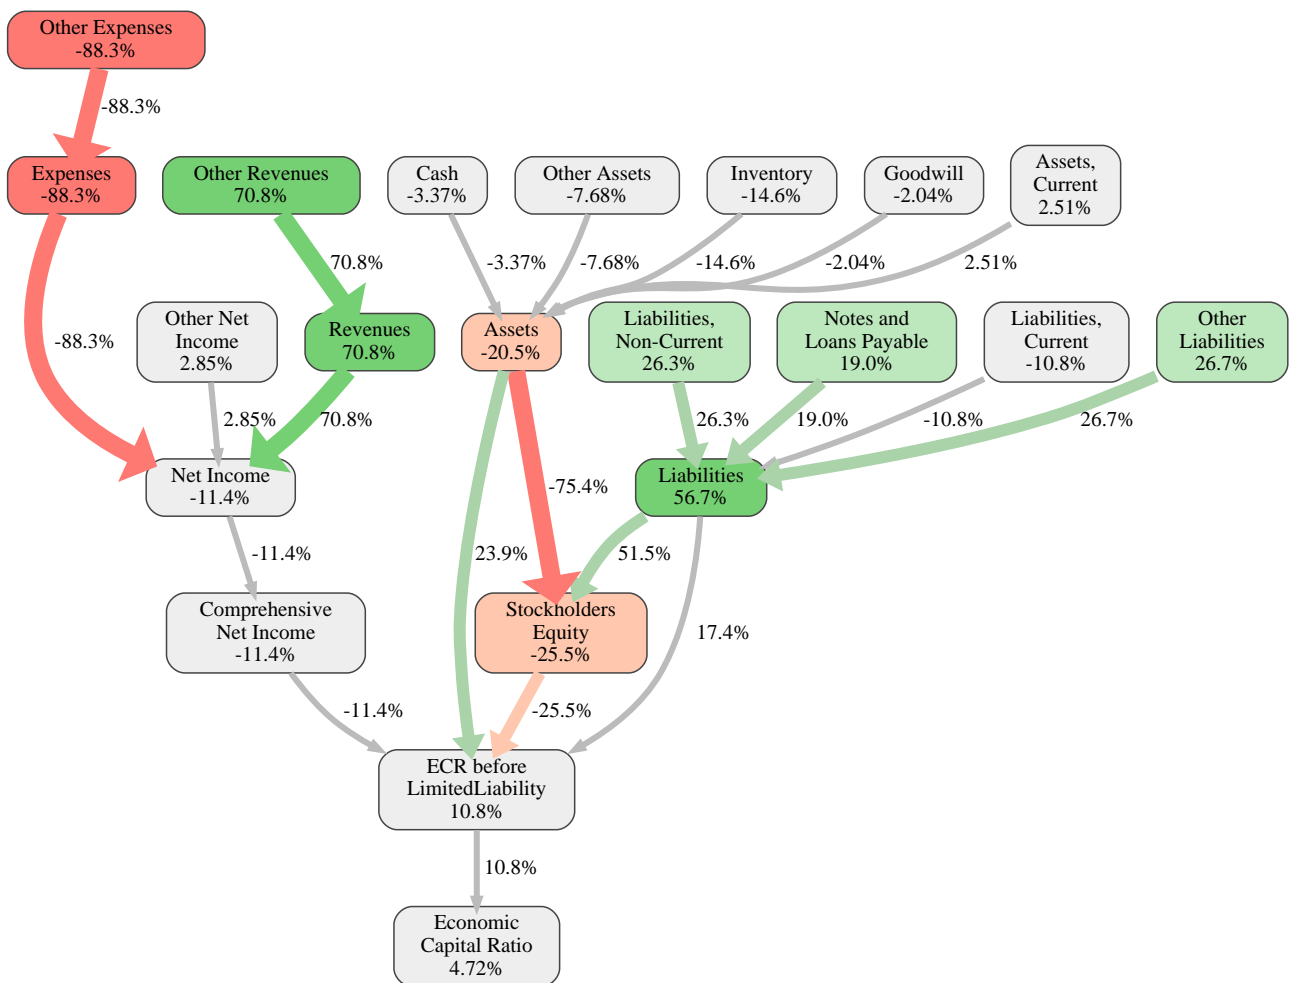 Other Expenses
-88.3%
-88.3%
Expenses
-88.3%
Other Revenues
70.8%
Cash
-3.37%
Other Assets
-7.68%
Inventory
-14.6%
Goodwill
-2.04%
Assets,
Current
2.51%
70.8%
-3.37%
-7.68%
-14.6%
-2.04%
2.51%
-88.3%
Other Net
Income
2.85%
Revenues
70.8%
Assets
-20.5%
Liabilities,
Non-Current
26.3%
Notes and
Loans Payable
19.0%
Liabilities,
Current
-10.8%
Other
Liabilities
26.7%
2.85%
70.8%
26.3%
19.0%
-10.8%
26.7%
Net Income
-11.4%
-75.4%
Liabilities
56.7%
-11.4%
23.9%
51.5%
Comprehensive
Net Income
-11.4%
Stockholders
Equity
-25.5%
17.4%
-11.4%
-25.5%
ECR before
LimitedLiability
10.8%
10.8%
Economic
Capital Ratio
4.72%